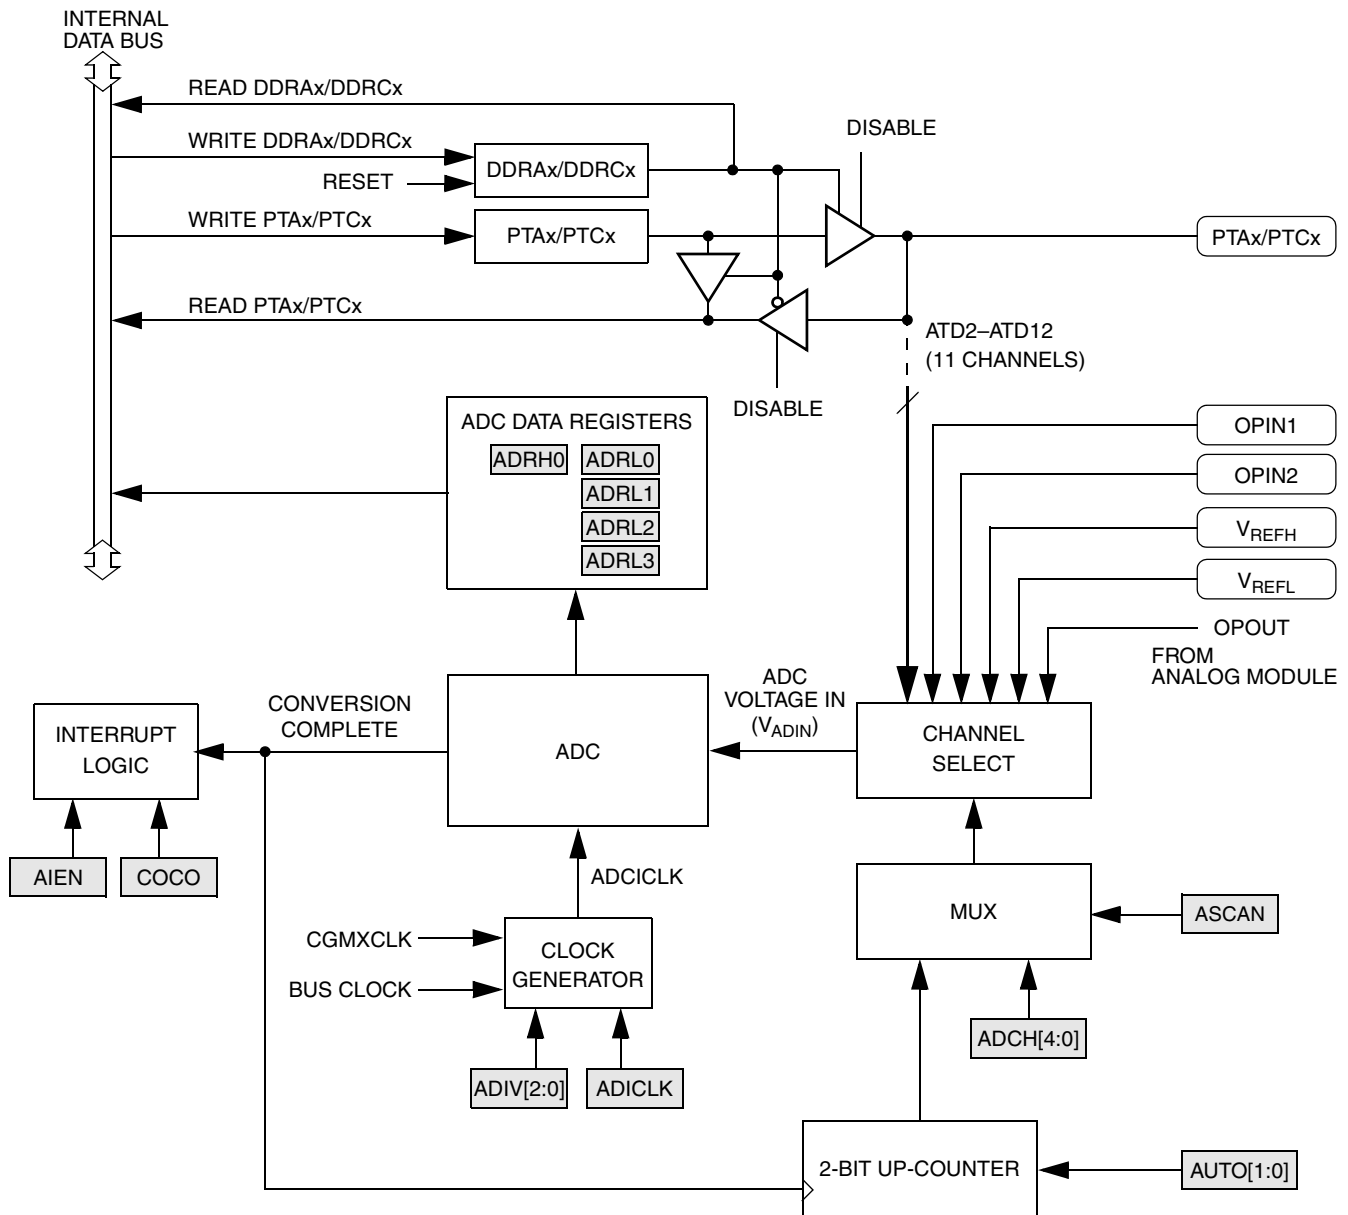 INTERNAL
DATA BUS
READ DDRAx/DDRCx
WRITE DDRAx/DDRCx
RESET
DDRAx/DDRCx
DISABLE
WRITE PTAx/PTCx
PTAx/PTCx
PTAx/PTCx
READ PTAx/PTCx
DISABLE
ATD2–ATD12
(11 CHANNELS)
ADC DATA REGISTERS
ADRH0
ADRL0
ADRL1
ADRL2
ADRL3
OPIN1
OPIN2
VREFH
VREFL
OPOUT
FROM
ANALOG MODULE
INTERRUPT
LOGIC
CONVERSION
COMPLETE
ADC
ADC
VOLTAGE IN
(VADIN)
CHANNEL
SELECT
AIEN
COCO
ADCICLK
MUX
ASCAN
CGMXCLK
BUS CLOCK
CLOCK
GENERATOR
ADCH[4:0]
ADIV[2:0]
ADICLK
2-BIT UP-COUNTER
AUTO[1:0]